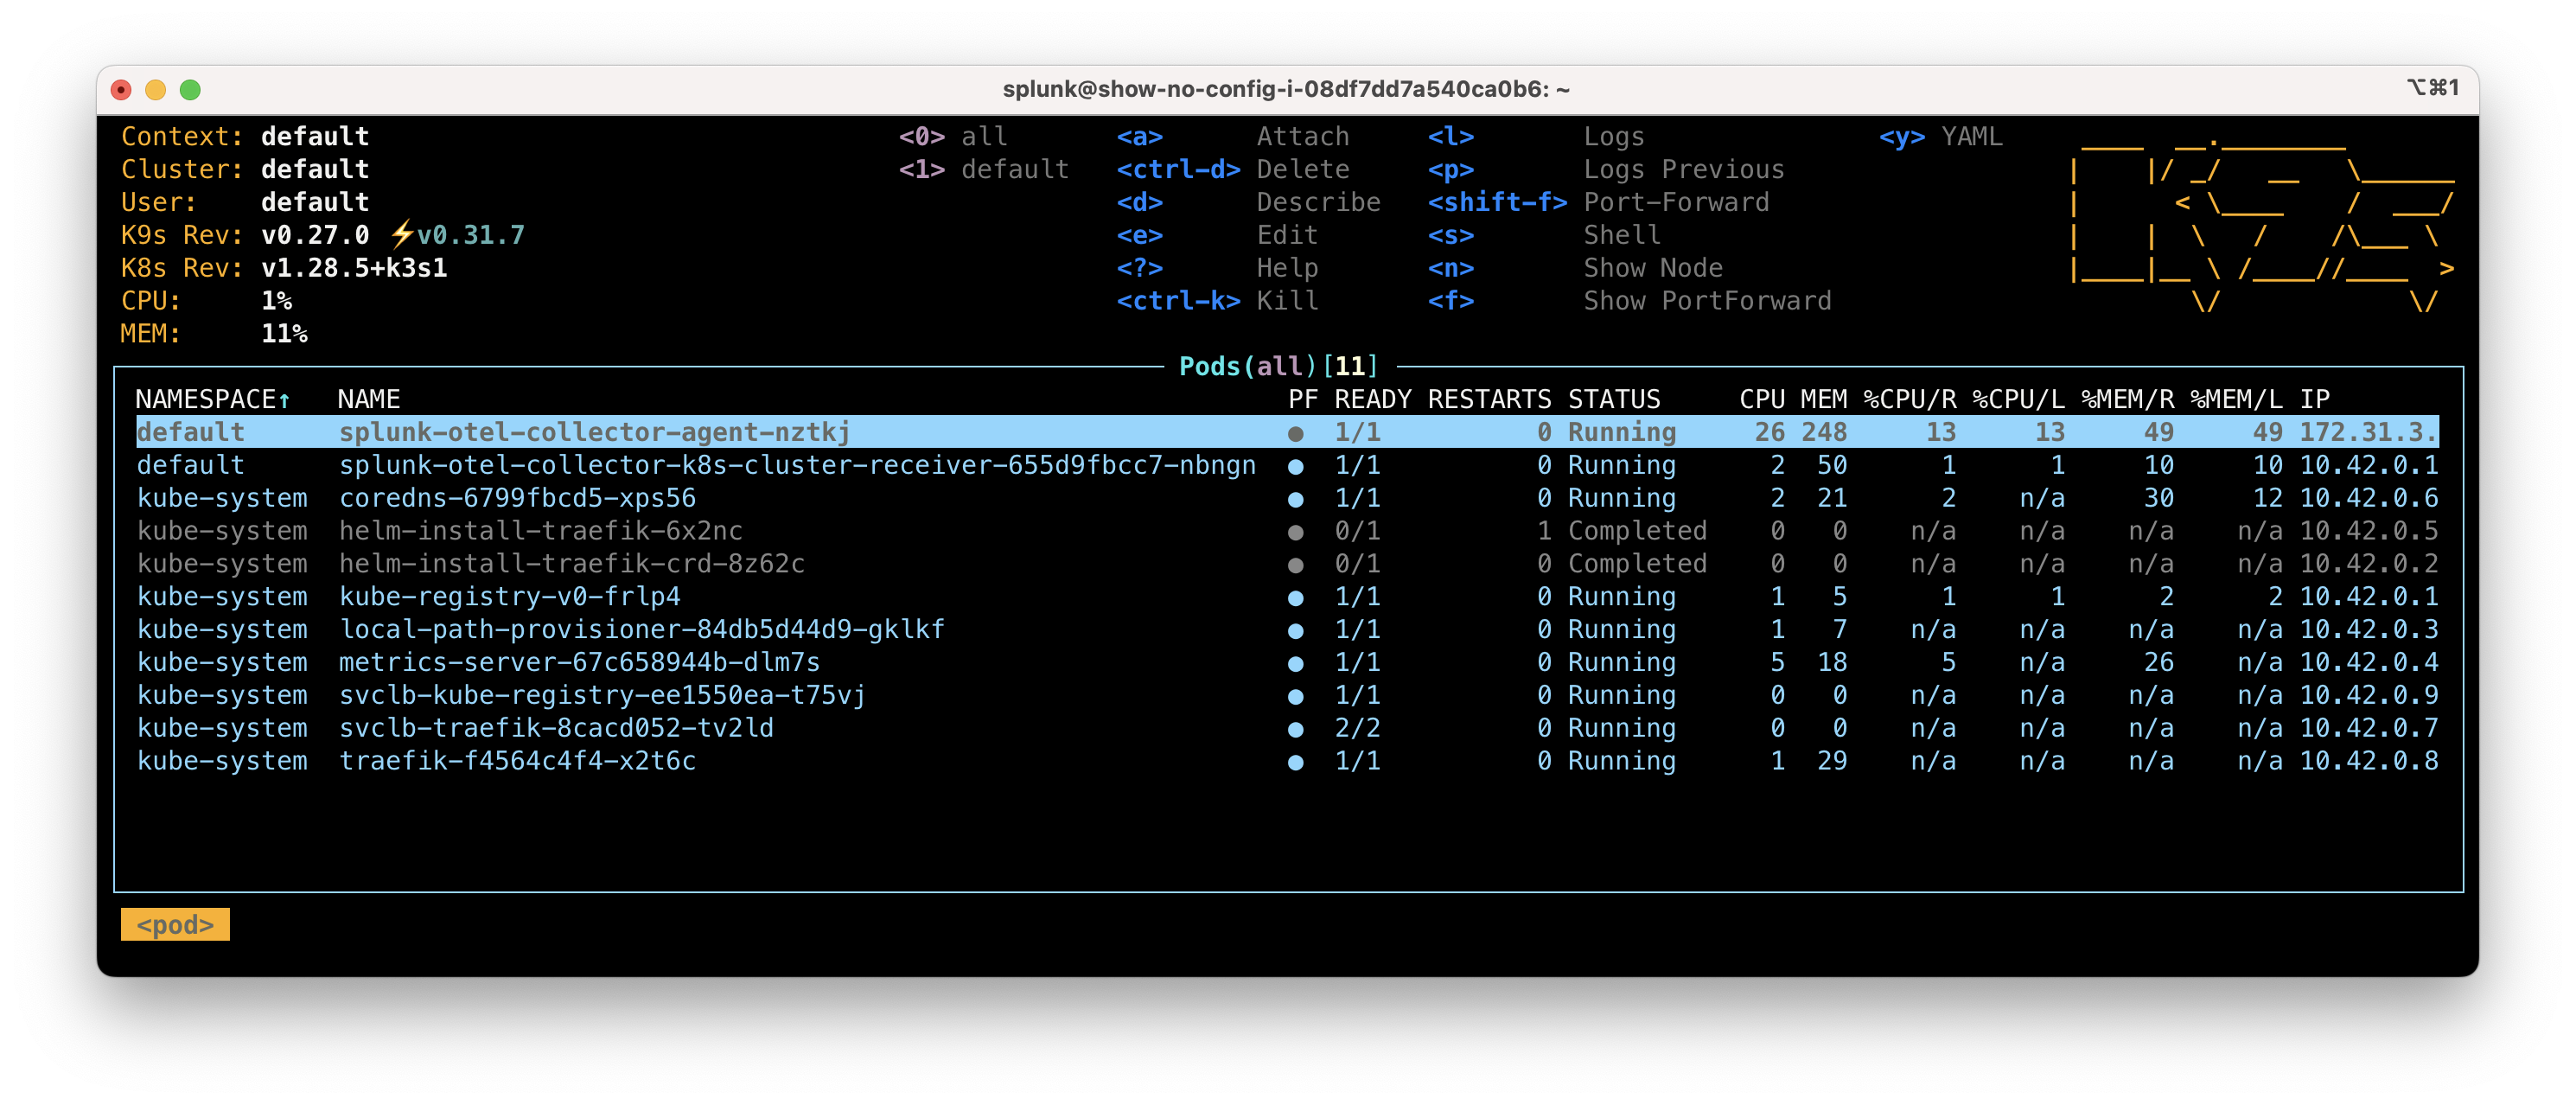 splunk@show-no-config-i-08df7dd7a540ca0b6: ~ ⌥⌘1
Context: default <0> all <a> Attach <l> Logs <y> YAML
Cluster: default <1> default <ctrl-d> Delete <p> Logs Previous
User: default <d> Describe <shift-f> Port-Forward
K9s Rev: v0.27.0 ⚡v0.31.7 <e> Edit <s> Shell
K8s Rev: v1.28.5+k3s1 <?> Help <n> Show Node
CPU: 1% <ctrl-k> Kill <f> Show PortForward
MEM: 11%
Pods(all)[11]
NAMESPACE↑ NAME PF READY RESTARTS STATUS CPU MEM %CPU/R %CPU/L %MEM/R %MEM/L IP
default splunk-otel-collector-agent-nztkj ● 1/1 0 Running 26 248 13 13 49 49 172.31.3.
default splunk-otel-collector-k8s-cluster-receiver-655d9fbcc7-nbngn ● 1/1 0 Running 2 50 1 1 10 10 10.42.0.1
kube-system coredns-6799fbcd5-xps56 ● 1/1 0 Running 2 21 2 n/a 30 12 10.42.0.6
kube-system helm-install-traefik-6x2nc ● 0/1 1 Completed 0 0 n/a n/a n/a n/a 10.42.0.5
kube-system helm-install-traefik-crd-8z62c ● 0/1 0 Completed 0 0 n/a n/a n/a n/a 10.42.0.2
kube-system kube-registry-v0-frlp4 ● 1/1 0 Running 1 5 1 1 2 2 10.42.0.1
kube-system local-path-provisioner-84db5d44d9-gklkf ● 1/1 0 Running 1 7 n/a n/a n/a n/a 10.42.0.3
kube-system metrics-server-67c658944b-dlm7s ● 1/1 0 Running 5 18 5 n/a 26 n/a 10.42.0.4
kube-system svclb-kube-registry-ee1550ea-t75vj ● 1/1 0 Running 0 0 n/a n/a n/a n/a 10.42.0.9
kube-system svclb-traefik-8cacd052-tv2ld ● 2/2 0 Running 0 0 n/a n/a n/a n/a 10.42.0.7
kube-system traefik-f4564c4f4-x2t6c ● 1/1 0 Running 1 29 n/a n/a n/a n/a 10.42.0.8
<pod>